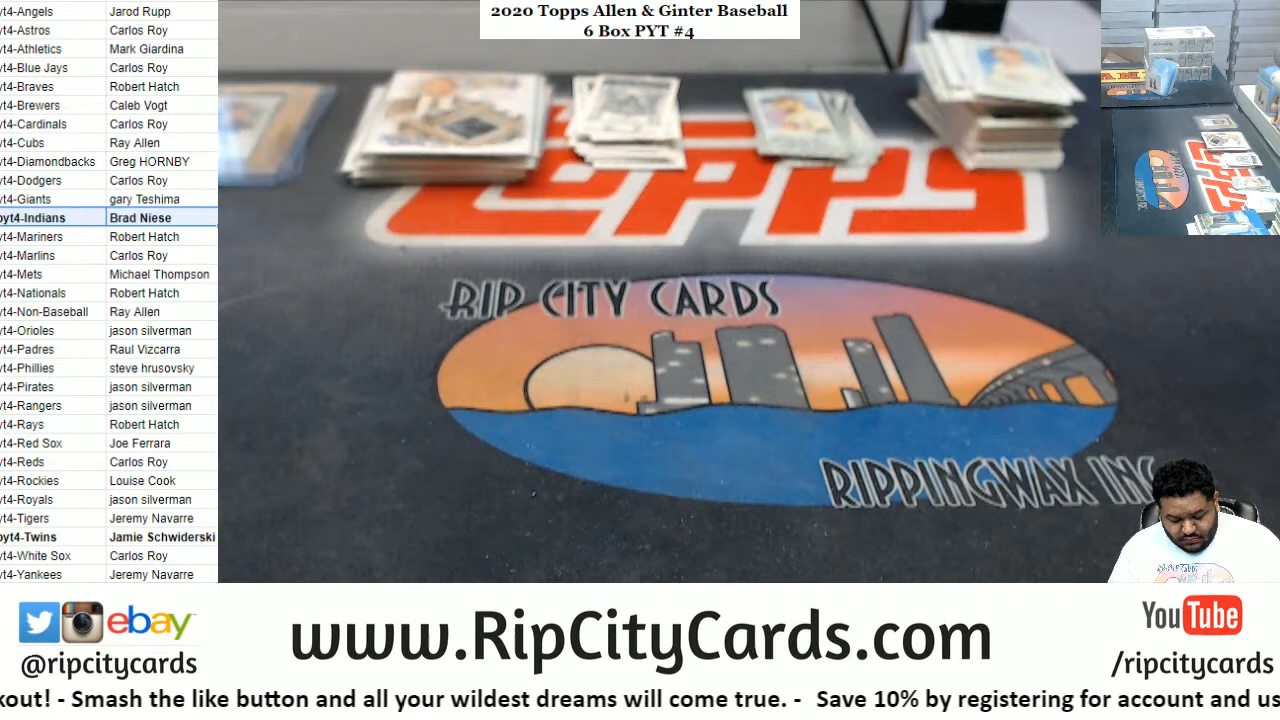 2020 Topps Allen & Ginter Baseball
6 Box PYT #4
yt4-Angels Jarod Rupp
yt4-Astros Carlos Roy
yt4-Athletics Mark Giardina
yt4-Blue Jays Carlos Roy
yt4-Braves Robert Hatch
yt4-Brewers Caleb Vogt
yt4-Cardinals Carlos Roy
yt4-Cubs Ray Allen
yt4-Diamondbacks Greg HORNBY
yt4-Dodgers Carlos Roy
yt4-Giants gary Teshima
pyt4-Indians Brad Niese
yt4-Mariners Robert Hatch
yt4-Marlins Carlos Roy
yt4-Mets Michael Thompson
yt4-Nationals Robert Hatch
yt4-Non-Baseball Ray Allen
yt4-Orioles jason silverman
yt4-Padres Raul Vizcarra
yt4-Phillies steve hrusovsky
yt4-Pirates jason silverman
yt4-Rangers jason silverman
yt4-Rays Robert Hatch
yt4-Red Sox Joe Ferrara
yt4-Reds Carlos Roy
yt4-Rockies Louise Cook
yt4-Royals jason silverman
yt4-Tigers Jeremy Navarre
pyt4-Twins Jamie Schwiderski
yt4-White Sox Carlos Roy
yt4-Yankees Jeremy Navarre
RIP CITY CARDS
RIPPINGWAX INC
ebay
@ripcitycards
www.RipCityCards.com
YouTube
/ripcitycards
kout! - Smash the like button and all your wildest dreams will come true. - Save 10% by registering for account and us